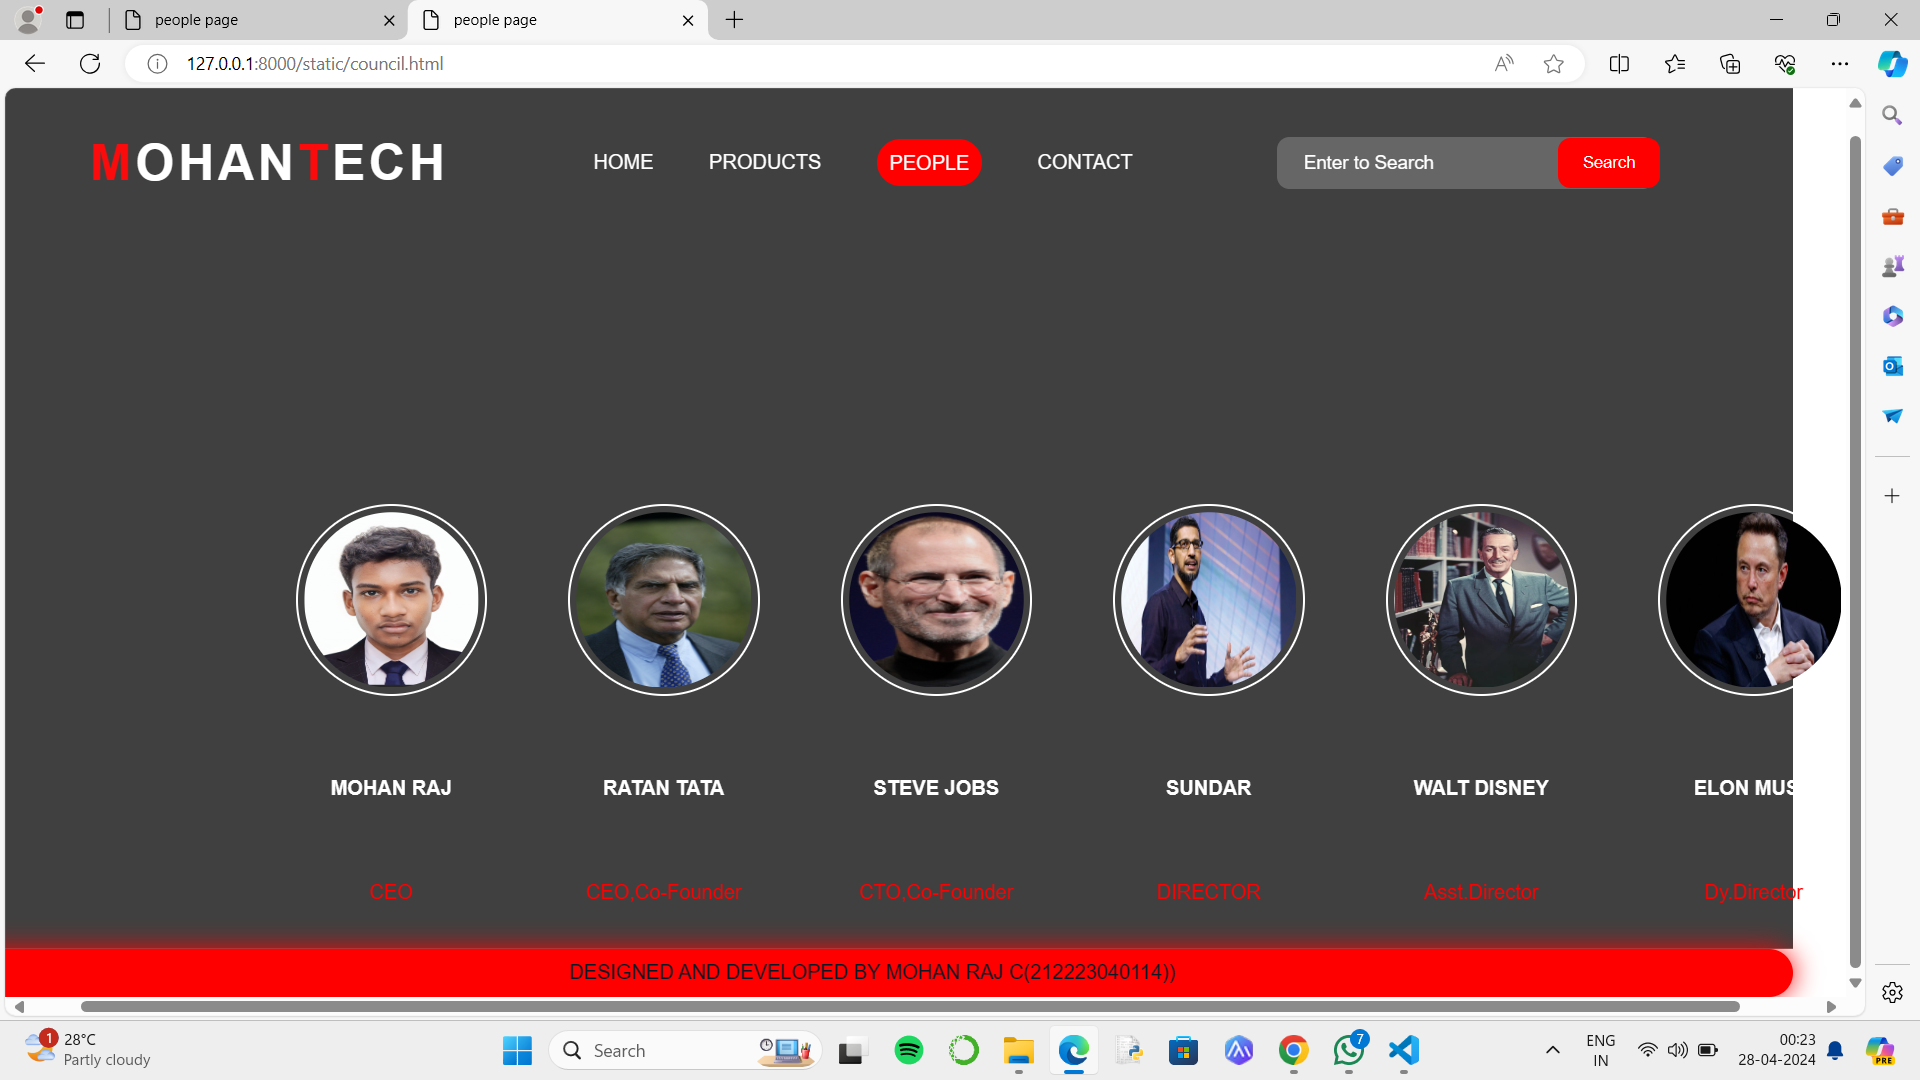 people page
people page
127.0.0.1:8000/static/council.html
MOHANTECH
HOME
PRODUCTS
PEOPLE
CONTACT
Enter to Search
Search
MOHAN RAJ
RATAN TATA
STEVE JOBS
SUNDAR
WALT DISNEY
ELON MUS
CEO
CEO,Co-Founder
CTO,Co-Founder
DIRECTOR
Asst.Director
Dy.Director
DESIGNED AND DEVELOPED BY MOHAN RAJ C(212223040114))
1
28°C
Partly cloudy
Search
7
ENG
IN
00:23
28-04-2024
PRE